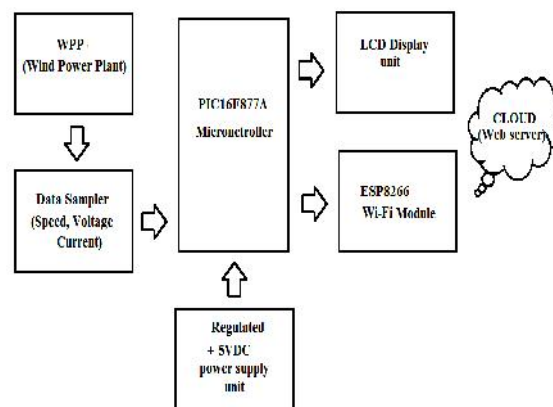 WPP
(Wind Power Plant)
Data Sampler
(Speed, Voltage
Current)
PIC16F877A
Micronctroller
Regulated
+ 5VDC
power supply
unit
LCD Display
unit
ESP8266
Wi-Fi Module
CLOUD
(Web server)